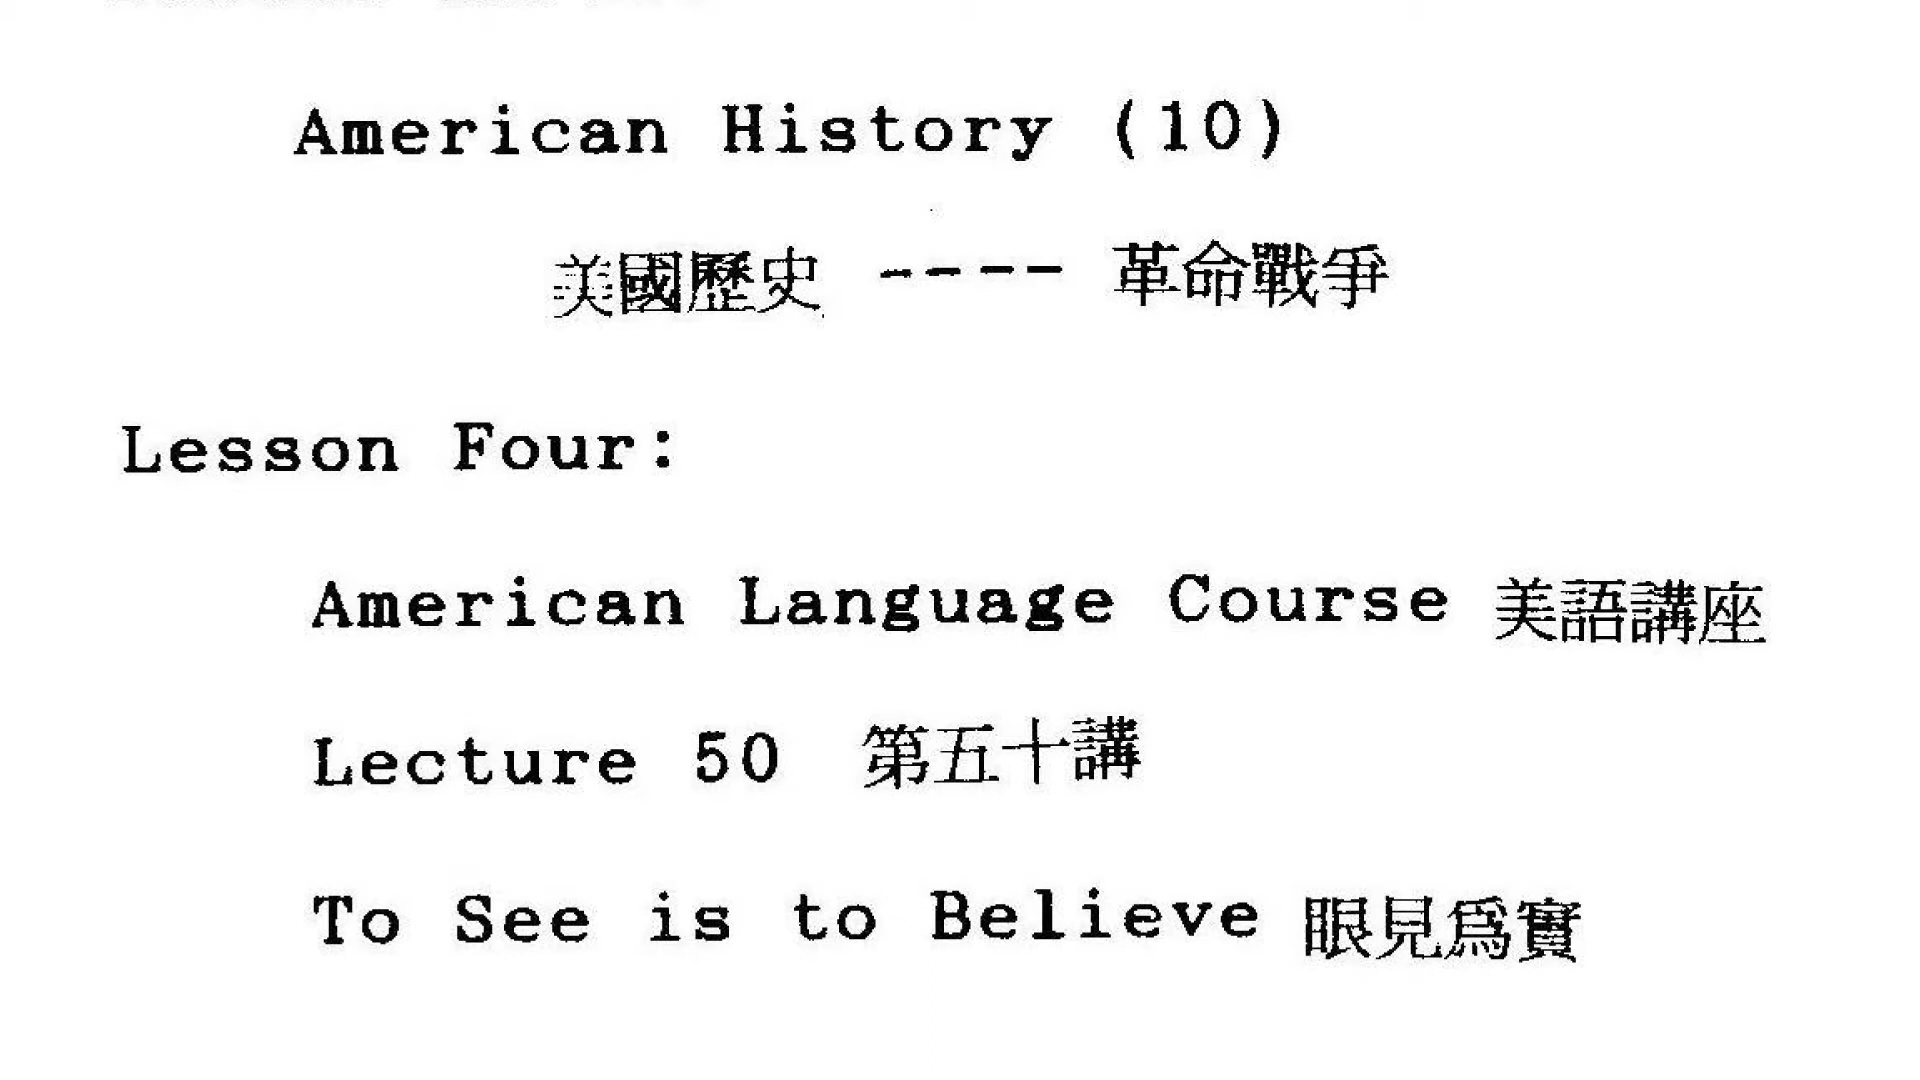 American History (10)
美國歷史 ---- 革命戰爭
Lesson Four:
American Language Course 美語講座
Lecture 50 第五十講
To See is to Believe 眼見爲實